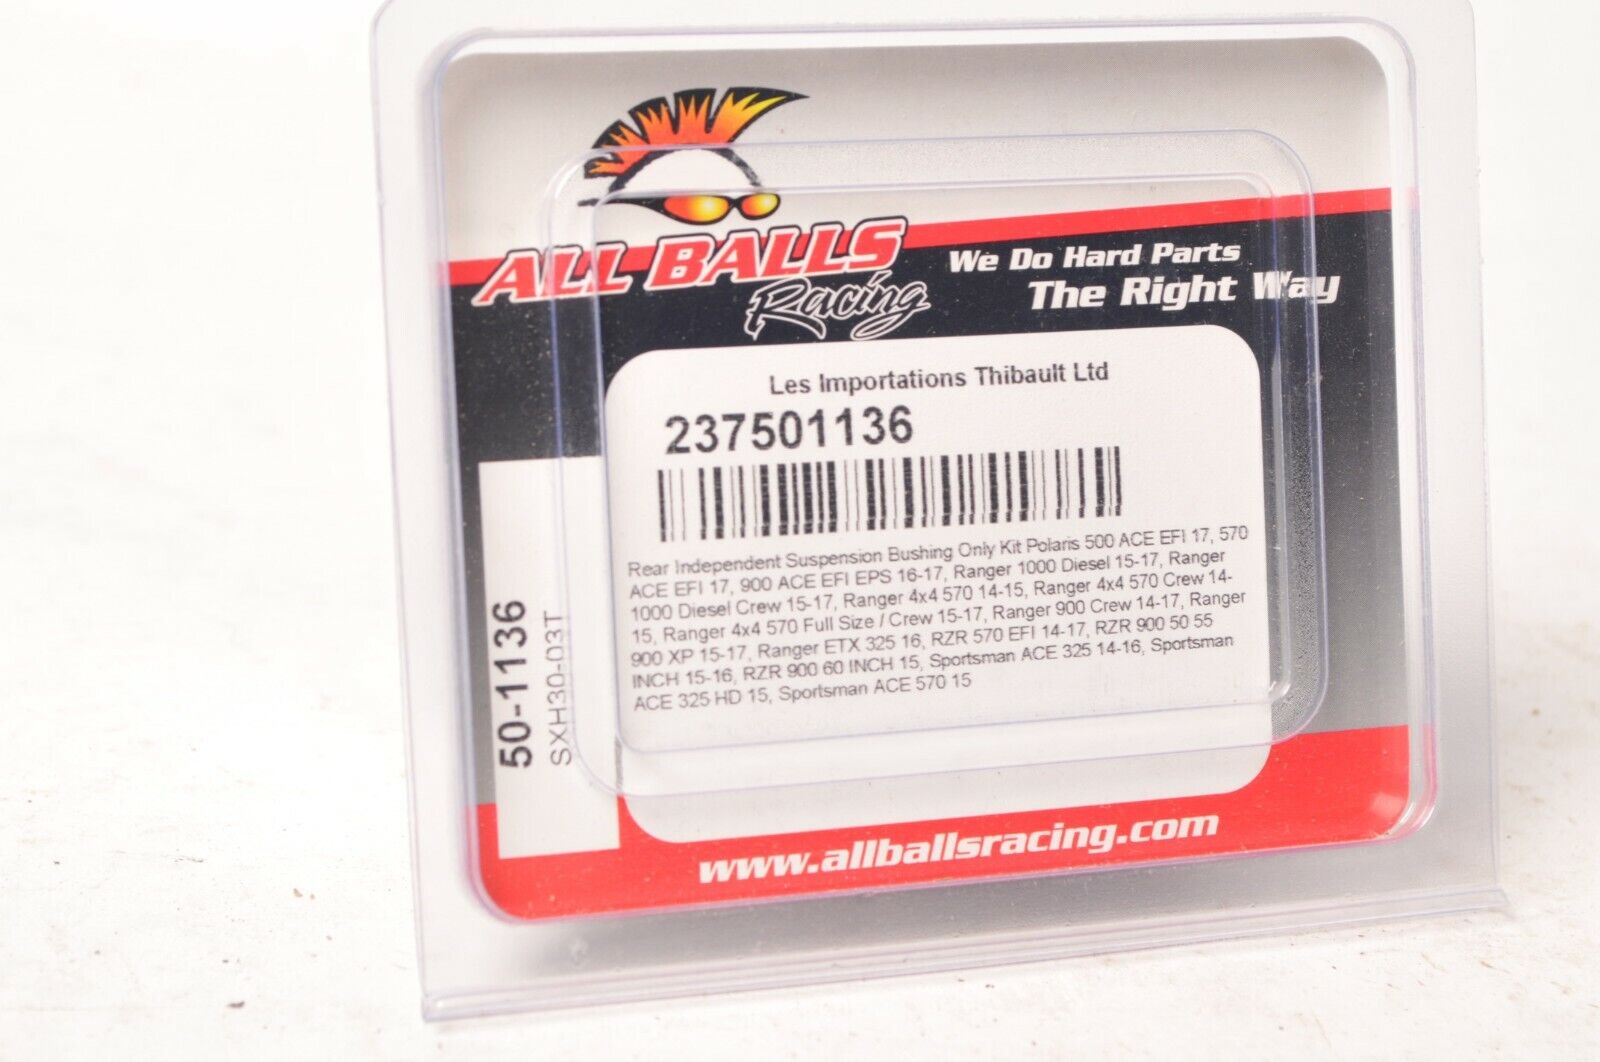 ALL BALLS
Racing
We Do Hard Parts
The Right Way
Les Importations Thibault Ltd
237501136
Rear Independent Suspension Bushing Only Kit Polaris 500 ACE EFI 17, 570
ACE EFI 17, 900 ACE EFI EPS 16-17, Ranger 1000 Diesel 15-17, Ranger
1000 Diesel Crew 15-17, Ranger 4x4 570 14-15, Ranger 4x4 570 Crew 14-
15, Ranger 4x4 570 Full Size / Crew 15-17, Ranger 900 Crew 14-17, Ranger
900 XP 15-17, Ranger ETX 325 16, RZR 570 EFI 14-17, RZR 900 50 55
INCH 15-16, RZR 900 60 INCH 15, Sportsman ACE 325 14-16, Sportsman
ACE 325 HD 15, Sportsman ACE 570 15
50-1136
SXH30-03T
www.allballsracing.com